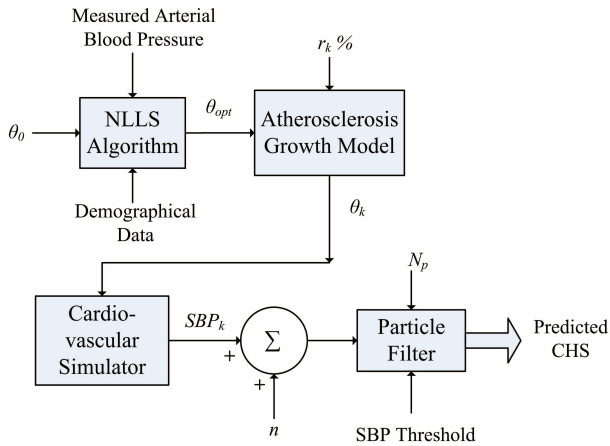 Measured Arterial
Blood Pressure
r_k %
θ_0
NLLS
Algorithm
θ_opt
Atherosclerosis
Growth Model
Demographical
Data
θ_k
N_p
Cardio-
vascular
Simulator
SBP_k
+
Σ
+
n
Particle
Filter
Predicted
CHS
SBP Threshold